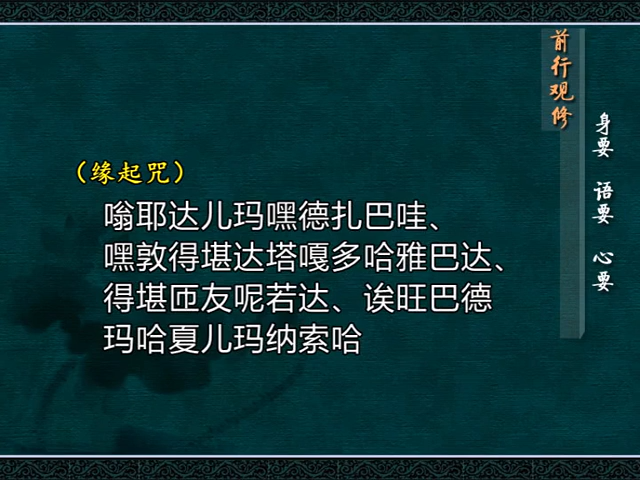 前行观修
身要 语要 心要
（缘起咒）
嗡耶达儿玛嘿德扎巴哇、
嘿敦得堪达塔嘎多哈雅巴达、
得堪匝友呢若达、诶旺巴德
玛哈夏儿玛纳索哈